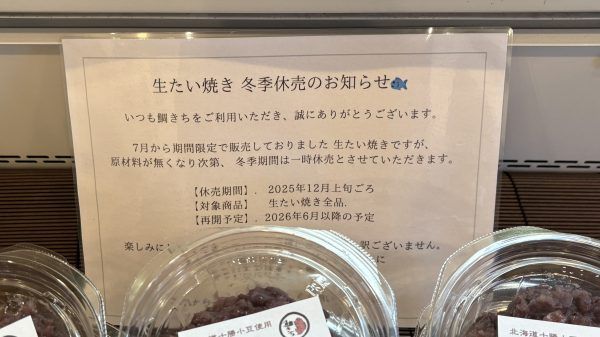 生たい焼き 冬季休売のお知らせ
いつも鯛きちをご利用いただき、誠にありがとうございます。
7月から期間限定で販売しておりました 生たい焼きですが、
原材料が無くなり次第、 冬季期間は一時休売とさせていただきます。
【休売期間】. 2025年12月上旬ごろ
【対象商品】 生たい焼き全品.
【再開予定】. 2026年6月以降の予定
楽しみに
訳ございません。
に
道十勝小豆使用
北海道十勝小